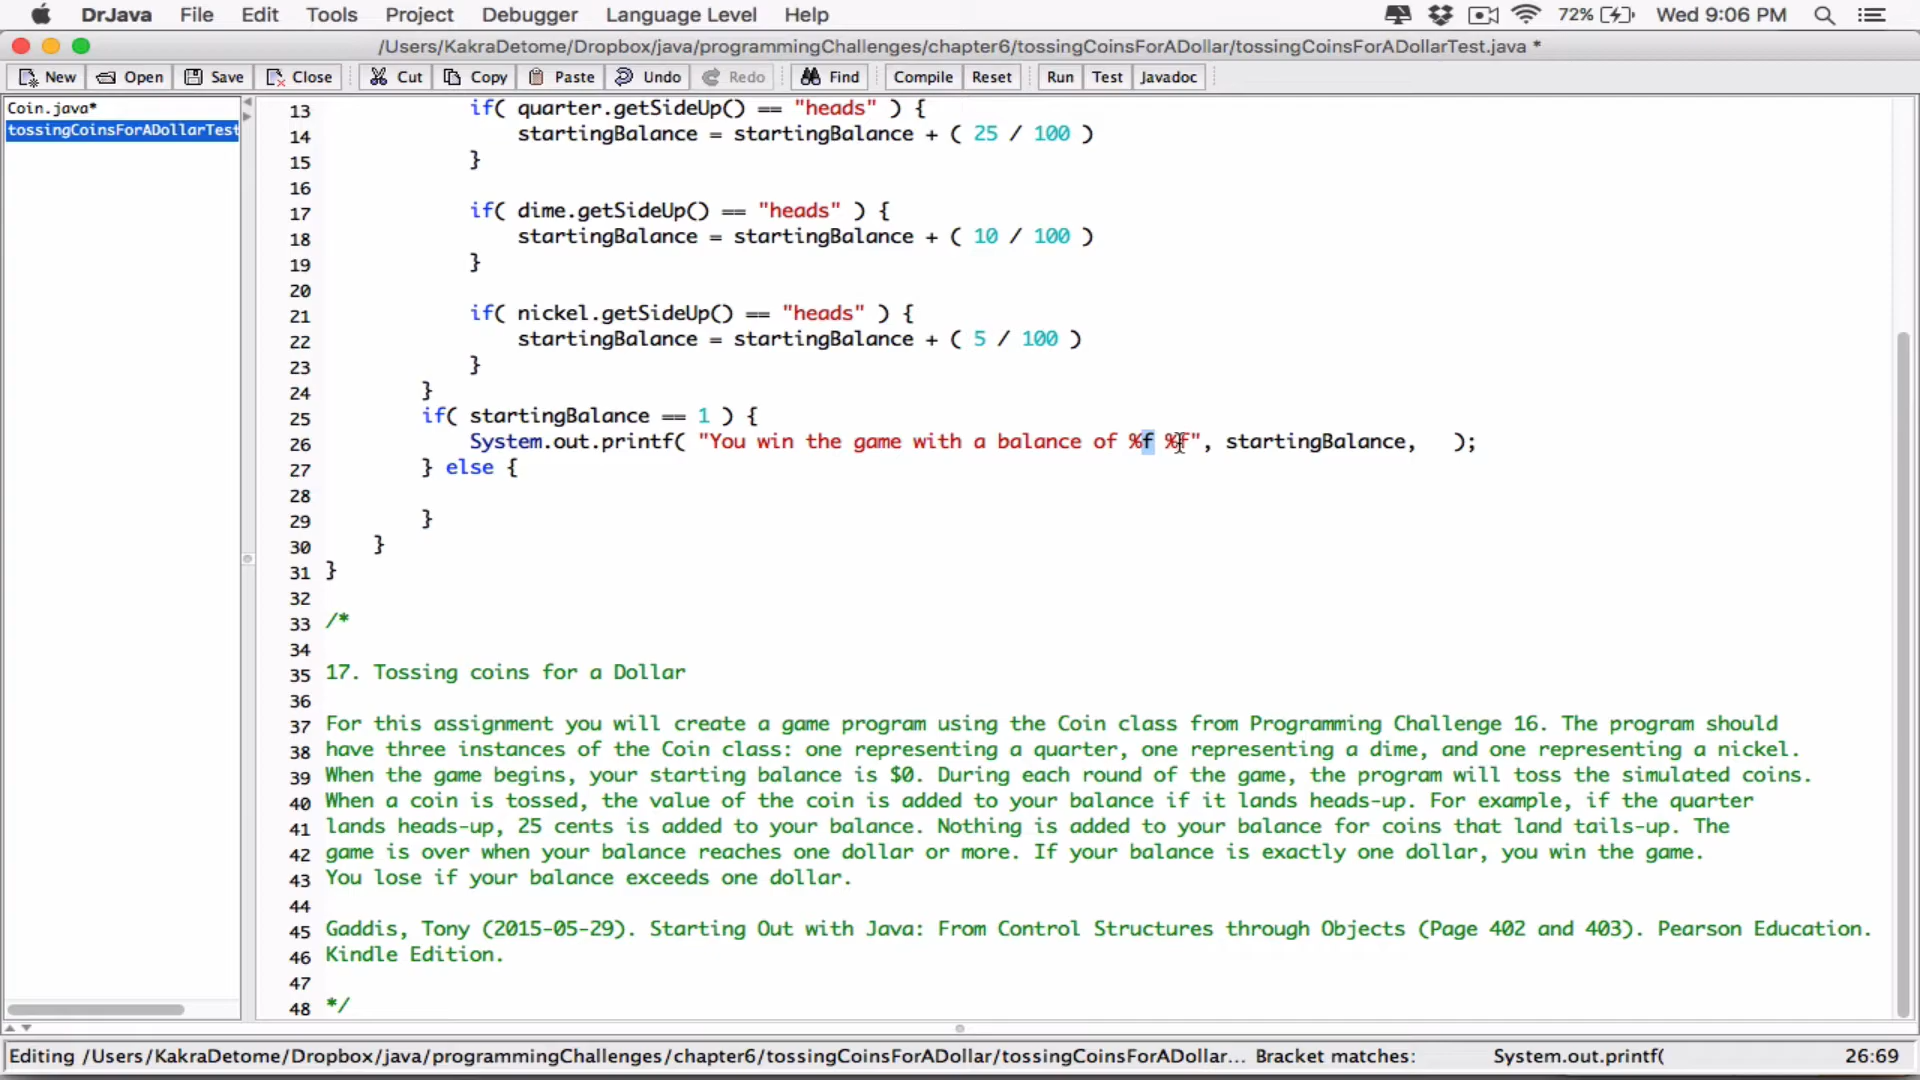 DrJava File Edit Tools Project Debugger Language Level Help 72% Wed 9:06 PM
/Users/KakraDetome/Dropbox/java/programmingChallenges/chapter6/tossingCoinsForADollar/tossingCoinsForADollarTest.java *
New Open Save Close Cut Copy Paste Undo Redo Find Compile Reset Run Test Javadoc
Coin.java*
tossingCoinsForADollarTest
13 if( quarter.getSideUp() == "heads" ) {
14 startingBalance = startingBalance + ( 25 / 100 )
15 }
16
17 if( dime.getSideUp() == "heads" ) {
18 startingBalance = startingBalance + ( 10 / 100 )
19 }
20
21 if( nickel.getSideUp() == "heads" ) {
22 startingBalance = startingBalance + ( 5 / 100 )
23 }
24 }
25 if( startingBalance == 1 ) {
26 System.out.printf( "You win the game with a balance of %f %f", startingBalance,   );
27 } else {
28
29 }
30 }
31 }
32
33 /*
34
35 17. Tossing coins for a Dollar
36
37 For this assignment you will create a game program using the Coin class from Programming Challenge 16. The program should
38 have three instances of the Coin class: one representing a quarter, one representing a dime, and one representing a nickel.
39 When the game begins, your starting balance is $0. During each round of the game, the program will toss the simulated coins.
40 When a coin is tossed, the value of the coin is added to your balance if it lands heads-up. For example, if the quarter
41 lands heads-up, 25 cents is added to your balance. Nothing is added to your balance for coins that land tails-up. The
42 game is over when your balance reaches one dollar or more. If your balance is exactly one dollar, you win the game.
43 You lose if your balance exceeds one dollar.
44
45 Gaddis, Tony (2015-05-29). Starting Out with Java: From Control Structures through Objects (Page 402 and 403). Pearson Education.
46 Kindle Edition.
47
48 */
Editing /Users/KakraDetome/Dropbox/java/programmingChallenges/chapter6/tossingCoinsForADollar/tossingCoinsForADollar... Bracket matches: System.out.printf( 26:69